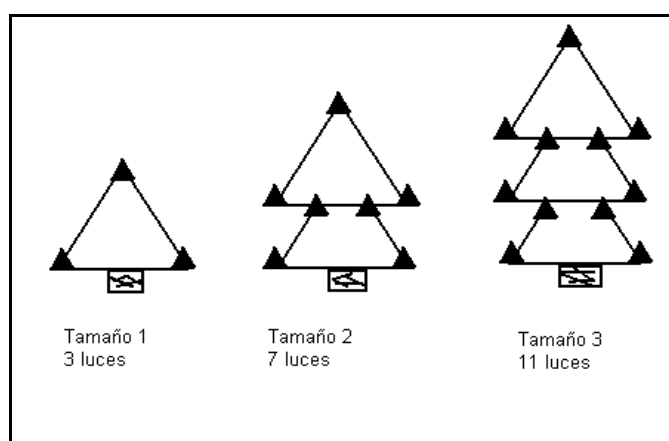 Tamaño 1
3 luces
Tamaño 2
7 luces
Tamaño 3
11 luces